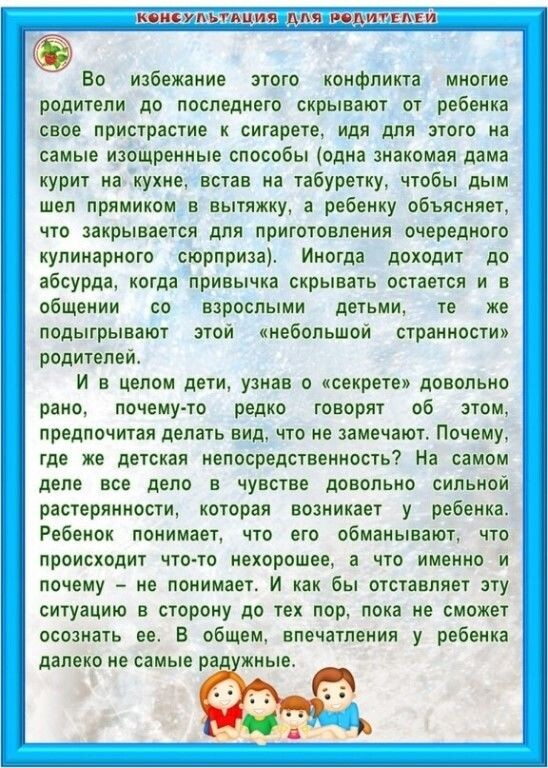 КОНСУЛЬТАЦИЯ ДЛЯ РОДИТЕЛЕЙ
Во избежание этого конфликта многие
родители до последнего скрывают от ребенка
свое пристрастие к сигарете, идя для этого на
самые изощренные способы (одна знакомая дама
курит на кухне, встав на табуретку, чтобы дым
шел прямиком в вытяжку, а ребенку объясняет,
что закрывается для приготовления очередного
кулинарного сюрприза). Иногда доходит до
абсурда, когда привычка скрывать остается и в
общении со взрослыми детьми, те же
подыгрывают этой «небольшой странности»
родителей.
И в целом дети, узнав о «секрете» довольно
рано, почему-то редко говорят об этом,
предпочитая делать вид, что не замечают. Почему,
где же детская непосредственность? На самом
деле все дело в чувстве довольно сильной
растерянности, которая возникает у ребенка.
Ребенок понимает, что его обманывают, что
происходит что-то нехорошее, а что именно и
почему – не понимает. И как бы отставляет эту
ситуацию в сторону до тех пор, пока не сможет
осознать ее. В общем, впечатления у ребенка
далеко не самые радужные.